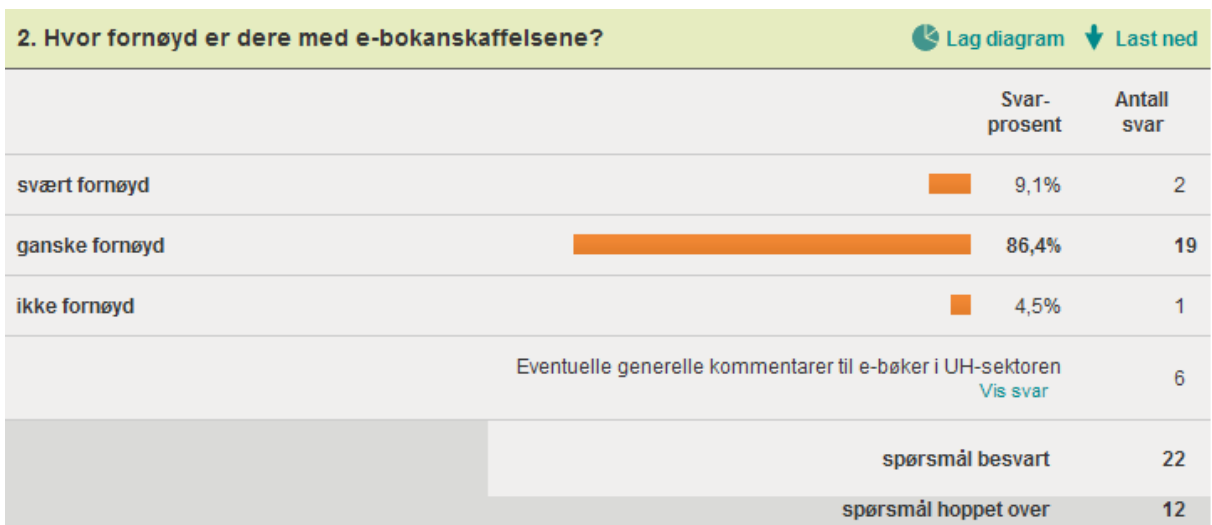 2. Hvor fornøyd er dere med e-bokanskaffelsene? Lag diagram Last ned
Svar-prosent Antall svar
svært fornøyd 9,1% 2
ganske fornøyd 86,4% 19
ikke fornøyd 4,5% 1
Eventuelle generelle kommentarer til e-bøker i UH-sektoren 6
Vis svar
spørsmål besvart 22
spørsmål hoppet over 12